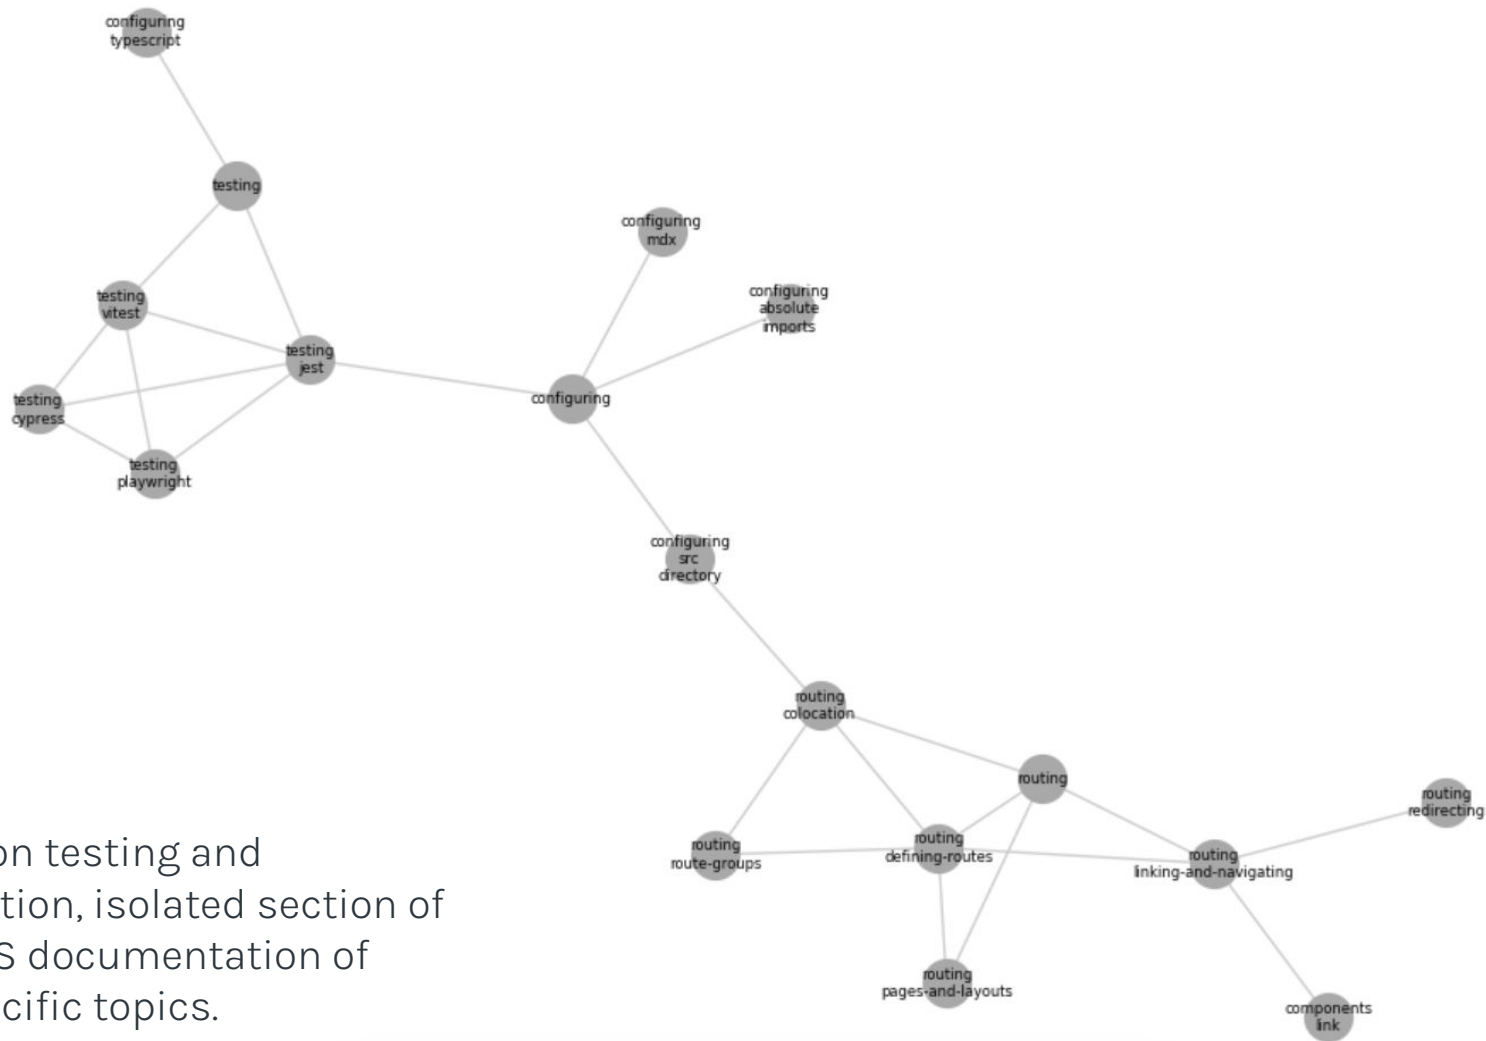 configuring
typescript
testing
configuring
mdx
testing
vitest
configuring
absolute
imports
testing
jest
testing
cypress
configuring
testing
playwright
configuring
src
directory
routing
colocation
routing
routing
redirecting
routing
route-groups
routing
defining-routes
routing
linking-and-navigating
routing
pages-and-layouts
components
link
on testing and
tion, isolated section of
S documentation of
cific topics.